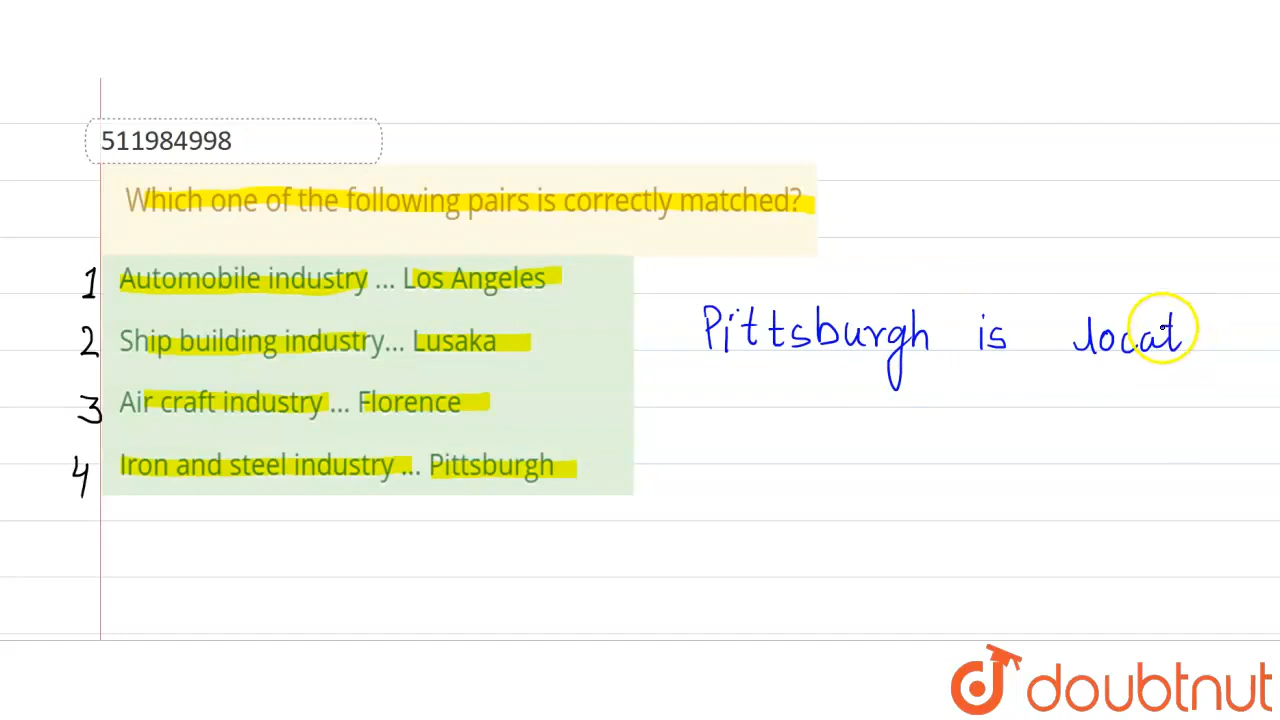 511984998
Which one of the following pairs is correctly matched?
1 Automobile industry ... Los Angeles
2 Ship building industry... Lusaka
3 Air craft industry ... Florence
4 Iron and steel industry ... Pittsburgh
Pittsburgh is locat
doubtnut